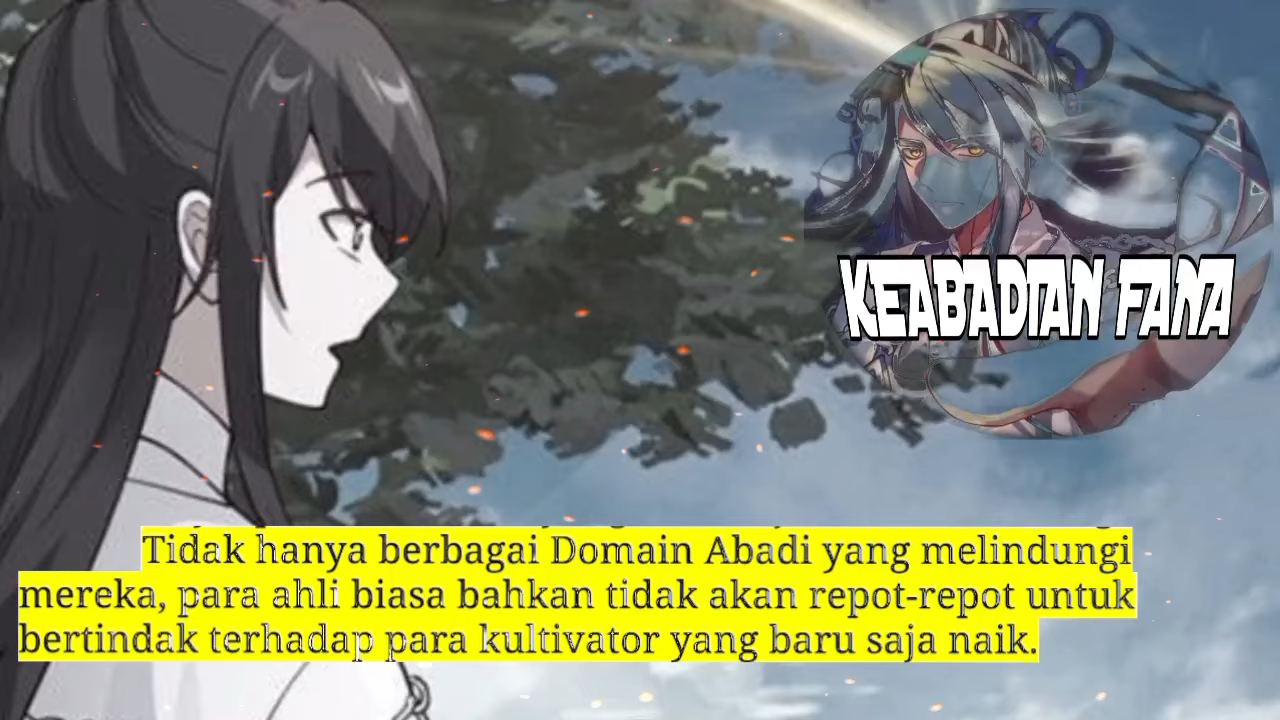 KEABADIAN FANA
Tidak hanya berbagai Domain Abadi yang melindungi
mereka, para ahli biasa bahkan tidak akan repot-repot untuk
bertindak terhadap para kultivator yang baru saja naik.